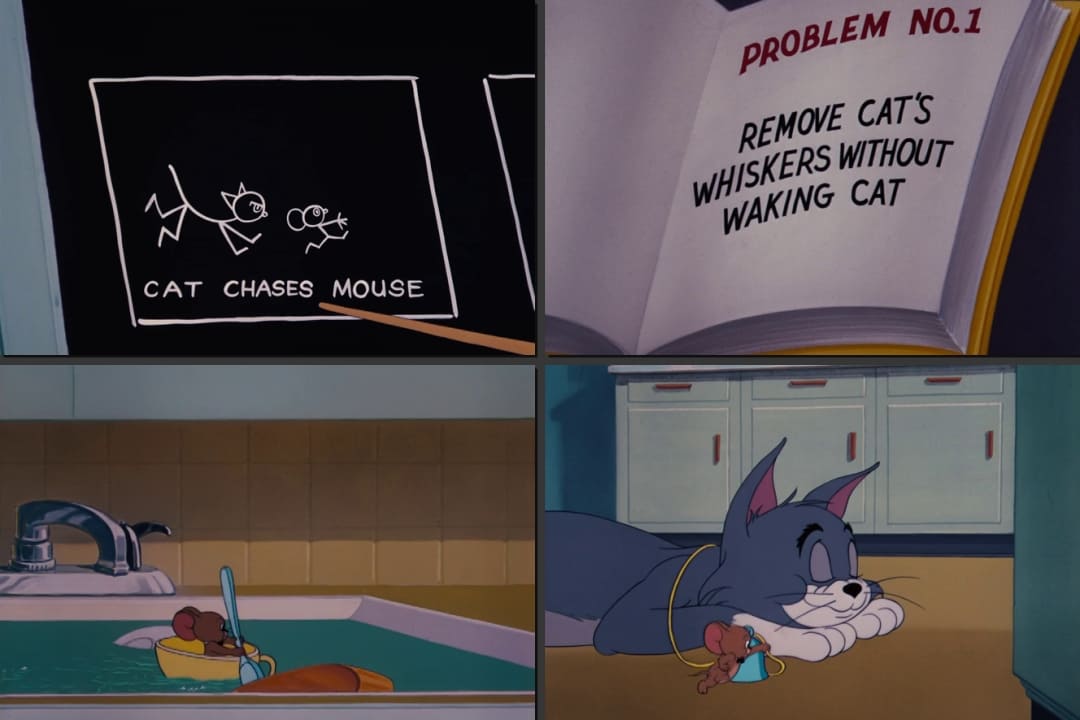 CAT CHASES MOUSE
PROBLEM NO.1
REMOVE CAT'S
WHISKERS WITHOUT
WAKING CAT